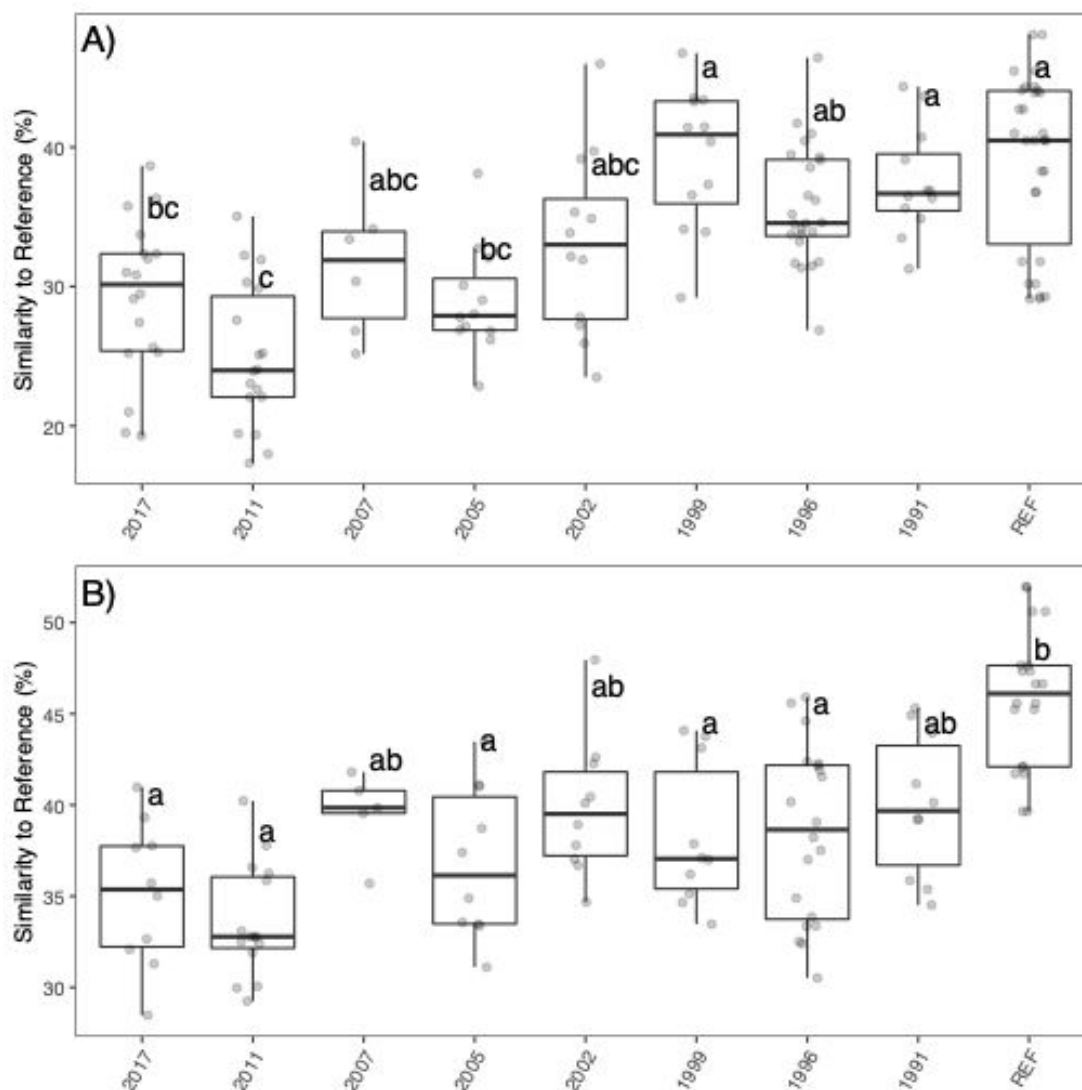 A)
Similarity to Reference (%)
40
30
20
bc
c
abc
bc
abc
a
ab
a
a
2017
2011
2007
2005
2002
1999
1996
1991
REF
B)
Similarity to Reference (%)
50
45
40
35
30
a
a
ab
a
ab
a
a
ab
b
2017
2011
2007
2005
2002
1999
1996
1991
REF